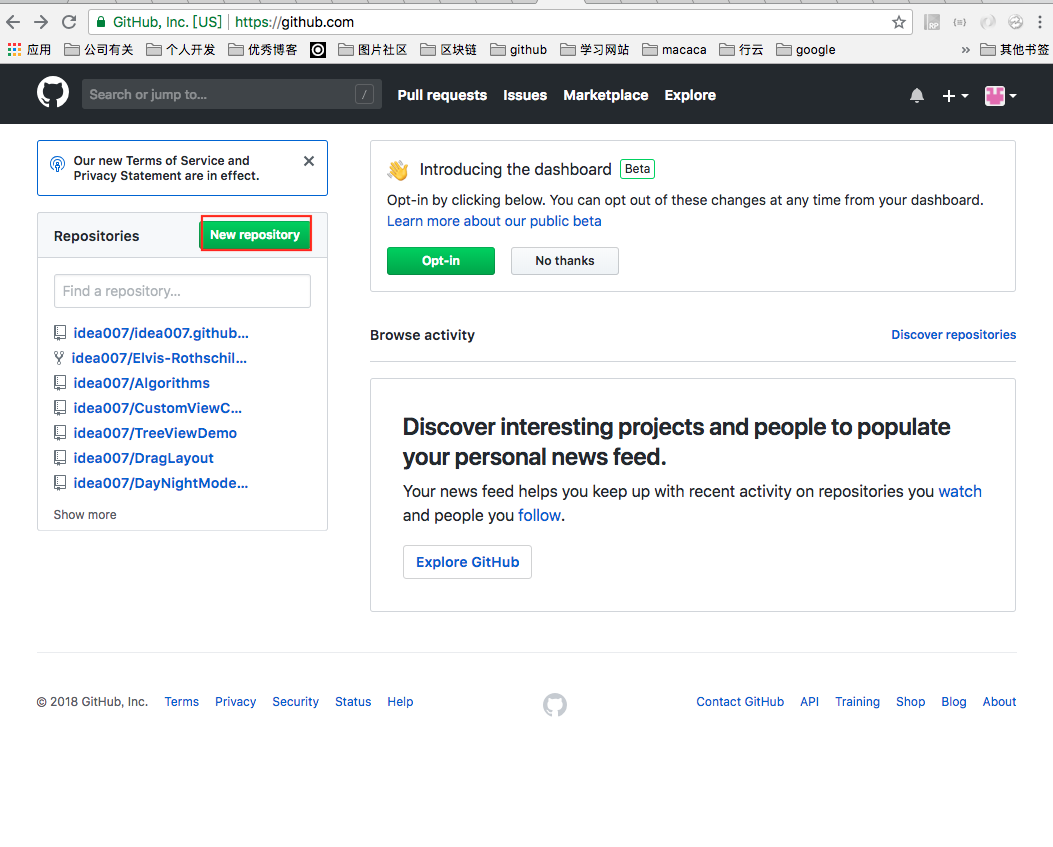 GitHub, Inc. [US] https://github.com
应用 公司有关 个人开发 优秀博客 图片社区 区块链 github 学习网站 macaca 行云 google » 其他书签
Search or jump to... / Pull requests Issues Marketplace Explore
Our new Terms of Service and
Privacy Statement are in effect.
Repositories New repository
Find a repository...
idea007/idea007.github...
idea007/Elvis-Rothschil...
idea007/Algorithms
idea007/CustomViewC...
idea007/TreeViewDemo
idea007/DragLayout
idea007/DayNightMode...
Show more
Introducing the dashboard Beta
Opt-in by clicking below. You can opt out of these changes at any time from your dashboard.
Learn more about our public beta
Opt-in No thanks
Browse activity Discover repositories
Discover interesting projects and people to populate
your personal news feed.
Your news feed helps you keep up with recent activity on repositories you watch
and people you follow.
Explore GitHub
© 2018 GitHub, Inc. Terms Privacy Security Status Help Contact GitHub API Training Shop Blog About